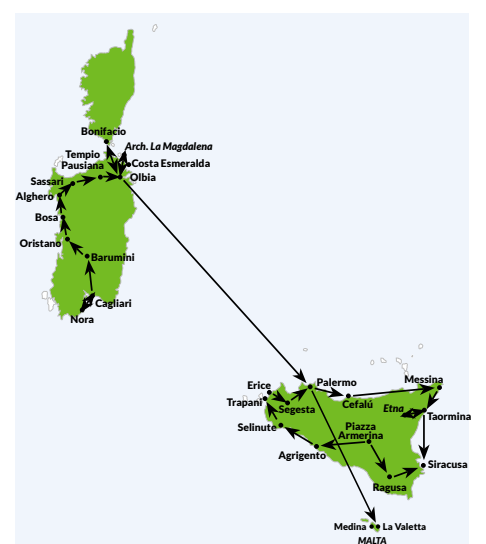 Bonifacio
Arch. La Magdalena
Tempio
Pausiana
Costa Esmeralda
Sassari
Olbia
Alghero
Bosa
Oristano
Barumini
Cagliari
Nora
Palermo
Messina
Erice
Trapani
Segesta
Cefalú
Etna
Taormina
Selinute
Piazza
Armerina
Agrigento
Siracusa
Ragusa
Medina
La Valetta
MALTA